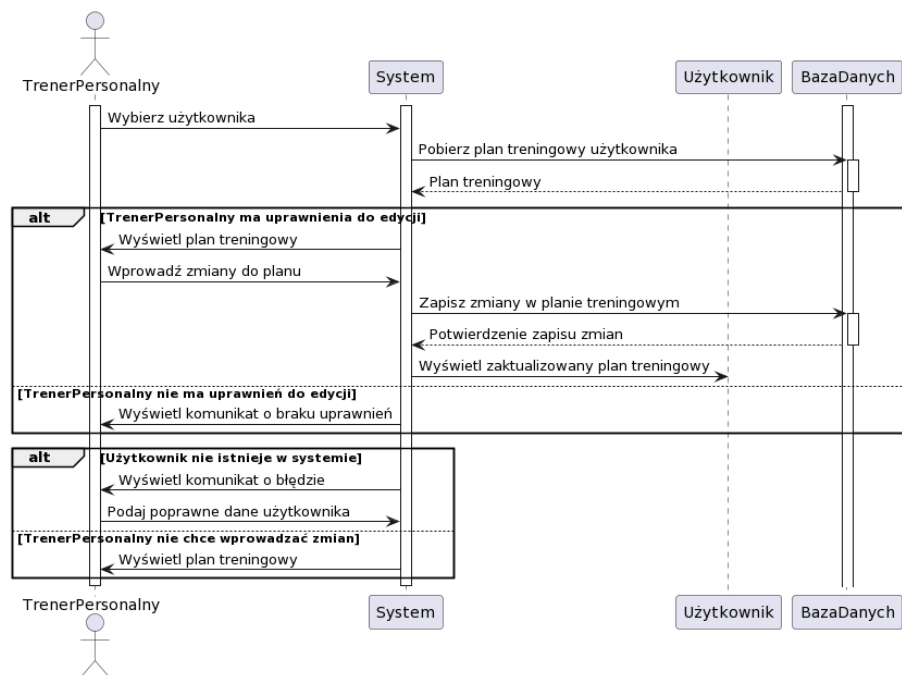 TrenerPersonalny
System
Użytkownik
BazaDanych
Wybierz użytkownika
Pobierz plan treningowy użytkownika
Plan treningowy
alt
[TrenerPersonalny ma uprawnienia do edycji]
Wyświetl plan treningowy
Wprowadź zmiany do planu
Zapisz zmiany w planie treningowym
Potwierdzenie zapisu zmian
Wyświetl zaktualizowany plan treningowy
[TrenerPersonalny nie ma uprawnień do edycji]
Wyświetl komunikat o braku uprawnień
alt
[Użytkownik nie istnieje w systemie]
Wyświetl komunikat o błędzie
Podaj poprawne dane użytkownika
[TrenerPersonalny nie chce wprowadzać zmian]
Wyświetl plan treningowy
TrenerPersonalny
System
Użytkownik
BazaDanych